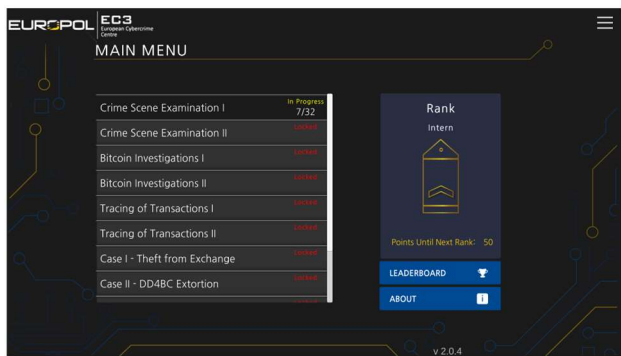 EUROPOL
EC3
European Cybercrime
Centre
MAIN MENU
Crime Scene Examination I
In Progress
7/32
Crime Scene Examination II
Locked
Bitcoin Investigations I
Locked
Bitcoin Investigations II
Locked
Tracing of Transactions I
Locked
Tracing of Transactions II
Locked
Case I - Theft from Exchange
Locked
Case II - DD4BC Extortion
Locked
Rank
Intern
Points Until Next Rank: 50
LEADERBOARD
ABOUT
i
v 2.0.4